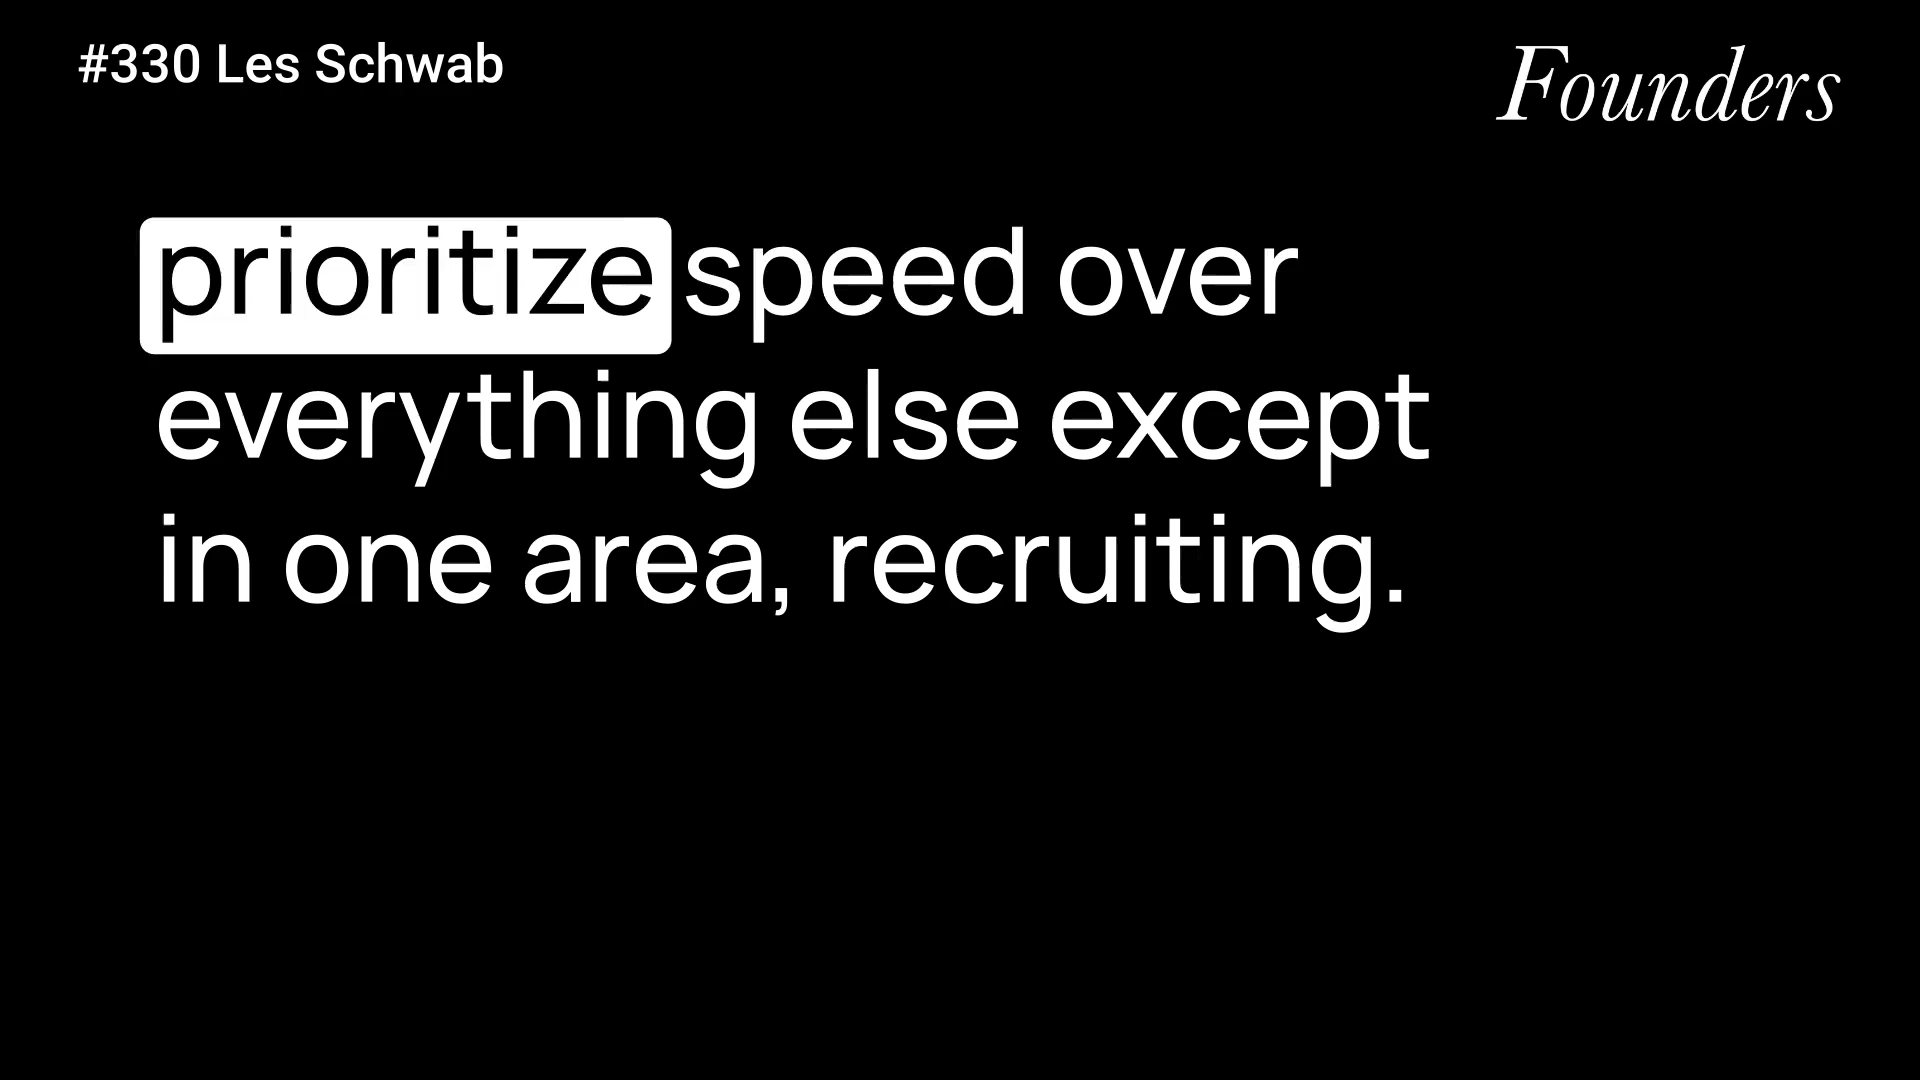 #330 Les Schwab
Founders
prioritize speed over
everything else except
in one area, recruiting.